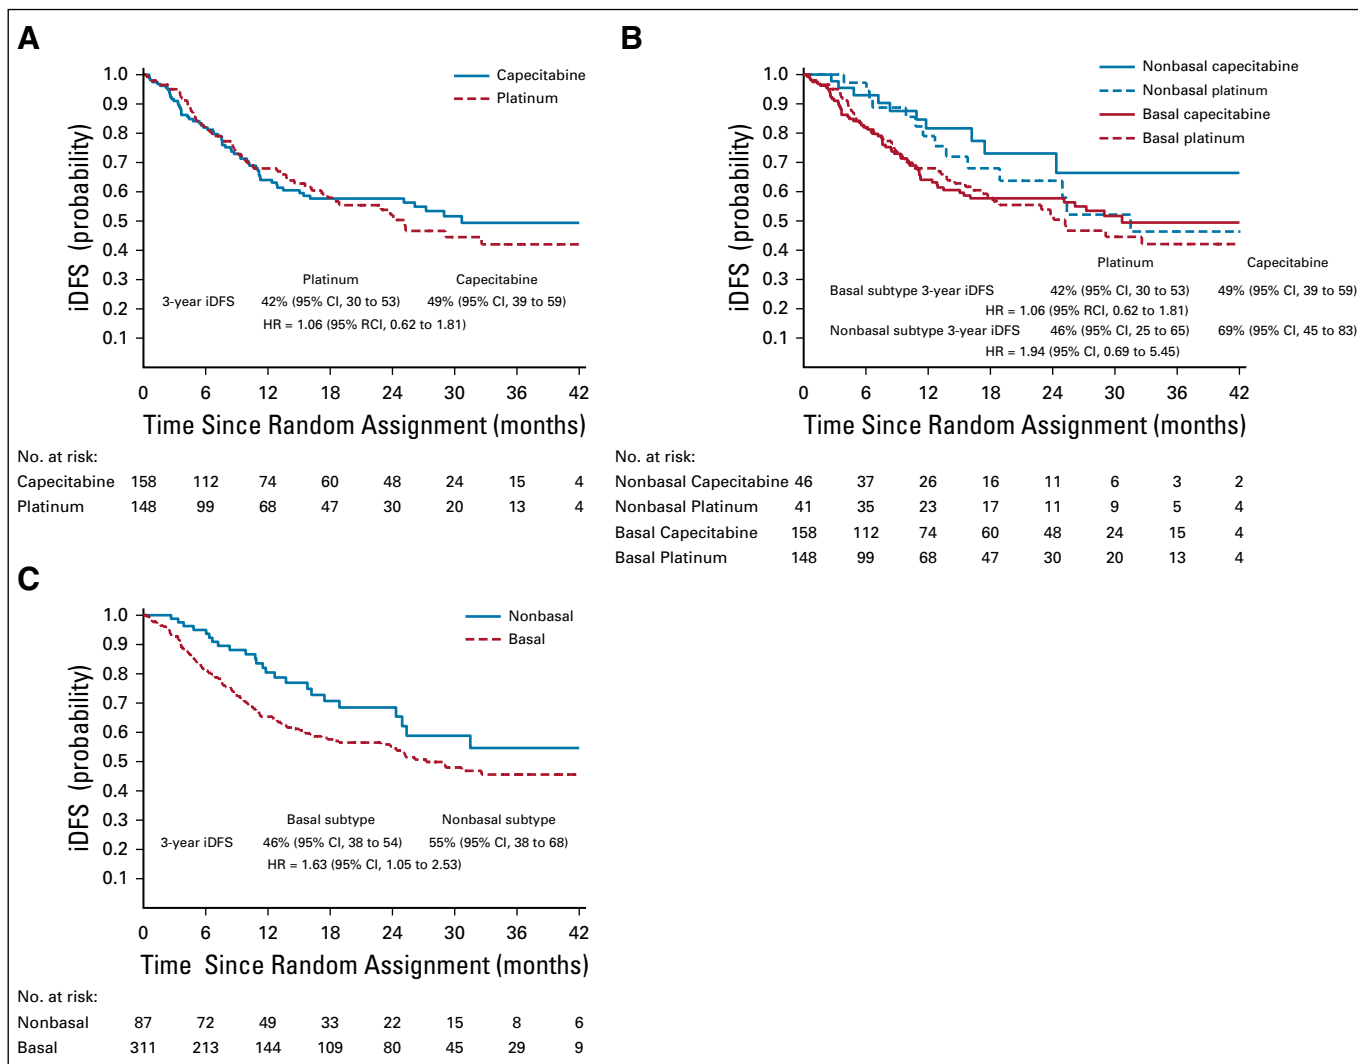 A
1.0
0.9
0.8
0.7
0.6
0.5
0.4
0.3
0.2
0.1
iDFS (probability)
Capecitabine
Platinum
Platinum Capecitabine
3-year iDFS 42% (95% CI, 30 to 53) 49% (95% CI, 39 to 59)
HR = 1.06 (95% RCI, 0.62 to 1.81)
0 6 12 18 24 30 36 42
Time Since Random Assignment (months)
No. at risk:
Capecitabine 158 112 74 60 48 24 15 4
Platinum 148 99 68 47 30 20 13 4
B
1.0
0.9
0.8
0.7
0.6
0.5
0.4
0.3
0.2
0.1
iDFS (probability)
Nonbasal capecitabine
Nonbasal platinum
Basal capecitabine
Basal platinum
Platinum Capecitabine
Basal subtype 3-year iDFS 42% (95% CI, 30 to 53) 49% (95% CI, 39 to 59)
HR = 1.06 (95% RCI, 0.62 to 1.81)
Nonbasal subtype 3-year iDFS 46% (95% CI, 25 to 65) 69% (95% CI, 45 to 83)
HR = 1.94 (95% CI, 0.69 to 5.45)
0 6 12 18 24 30 36 42
Time Since Random Assignment (months)
No. at risk:
Nonbasal Capecitabine 46 37 26 16 11 6 3 2
Nonbasal Platinum 41 35 23 17 11 9 5 4
Basal Capecitabine 158 112 74 60 48 24 15 4
Basal Platinum 148 99 68 47 30 20 13 4
C
1.0
0.9
0.8
0.7
0.6
0.5
0.4
0.3
0.2
0.1
iDFS (probability)
Nonbasal
Basal
Basal subtype Nonbasal subtype
3-year iDFS 46% (95% CI, 38 to 54) 55% (95% CI, 38 to 68)
HR = 1.63 (95% CI, 1.05 to 2.53)
0 6 12 18 24 30 36 42
Time Since Random Assignment (months)
No. at risk:
Nonbasal 87 72 49 33 22 15 8 6
Basal 311 213 144 109 80 45 29 9